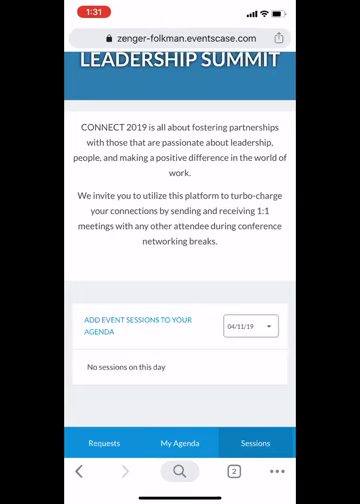 1:31
zenger-folkman.eventscase.com
LEADERSHIP SUMMIT
CONNECT 2019 is all about fostering partnerships
with those that are passionate about leadership,
people, and making a positive difference in the world of
work.
We invite you to utilize this platform to turbo-charge
your connections by sending and receiving 1:1
meetings with any other attendee during conference
networking breaks.
ADD EVENT SESSIONS TO YOUR
AGENDA
04/11/19
No sessions on this day
Requests My Agenda Sessions
2